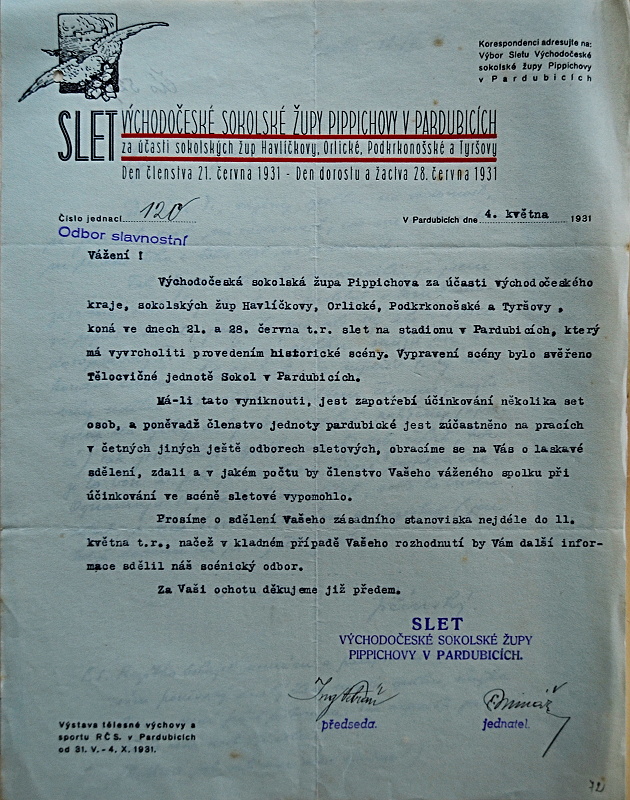 Korespondenci adresujte na:
Výbor Sletu Východočeské
sokolské župy Pippichovy
v Pardubicích
SLET VÝCHODOČESKÉ SOKOLSKÉ ŽUPY PIPPICHOVY V PARDUBICÍCH
za účasti sokolských žup Havlíčkovy, Orlické, Podkrkonošské a Tyršovy
Den členstva 21. června 1931 - Den dorostu a žactva 28. června 1931
Číslo jednací 120
V Pardubicích dne 4. května 1931
Odbor slavnostní
Vážení !
Východočeská sokolská župa Pippichova za účasti východočeského
kraje, sokolských žup Havlíčkovy, Orlické, Podkrkonošské a Tyršovy ,
koná ve dnech 21. a 28. června t.r. slet na stadionu v Pardubicích, který
má vyvrcholiti provedením historické scény. Vypravení scény bylo svěřeno
Tělocvičné jednotě Sokol v Pardubicích.
Má-li tato vyniknouti, jest zapotřebí účinkování několika set
osob, a poněvadž členstvo jednoty pardubické jest zúčastněno na pracích
v četných jiných ještě odborech sletových, obracíme se na Vás o laskavé
sdělení, zdali a v jakém počtu by členstvo Vašeho váženého spolku při
účinkování ve scéně sletové vypomohlo.
Prosíme o sdělení Vašeho zásadního stanoviska nejdéle do 11.
května t.r., načež v kladném případě Vašeho rozhodnutí by Vám další infor-
mace sdělil náš scénický odbor.
Za Vaši ochotu děkujeme již předem.
SLET
VÝCHODOČESKÉ SOKOLSKÉ ŽUPY
PIPPICHOVY V PARDUBICÍCH.
předseda.
jednatel.
Výstava tělesné výchovy a
sportu RČS. v Pardubicích
od 31. V. - 4. X. 1931.
72